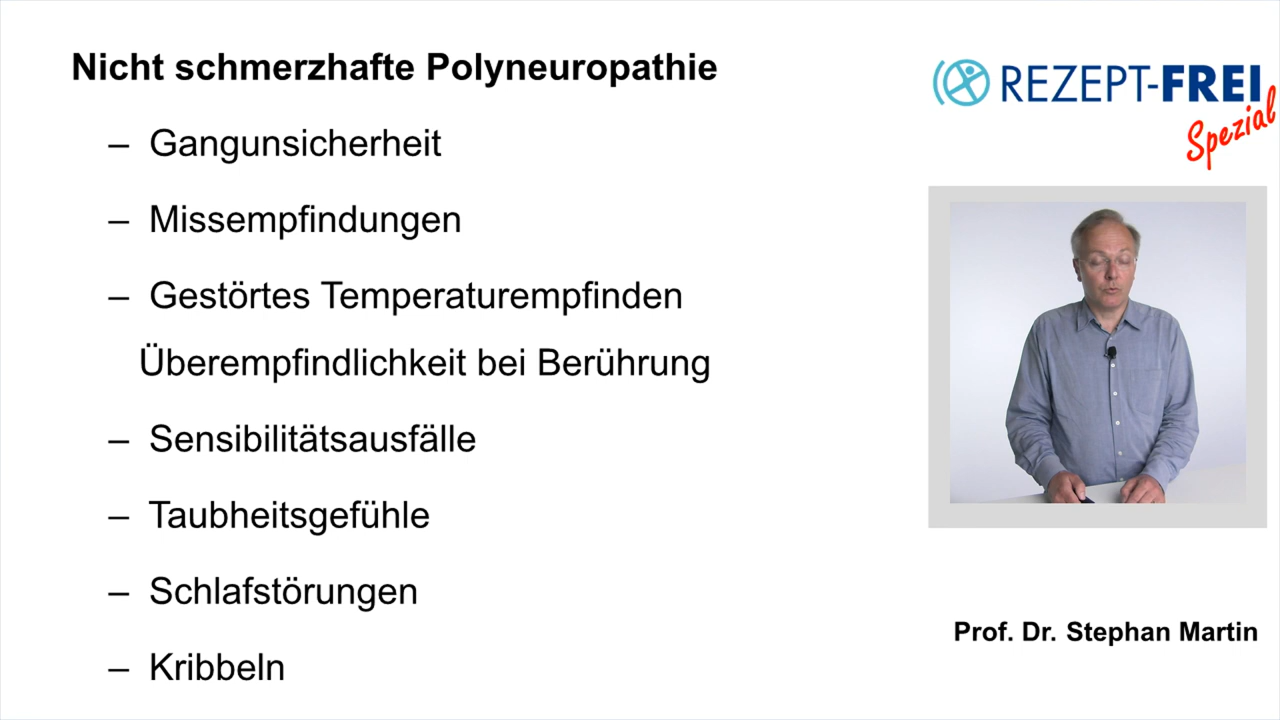 Nicht schmerzhafte Polyneuropathie
– Gangunsicherheit
– Missempfindungen
– Gestörtes Temperaturempfinden
Überempfindlichkeit bei Berührung
– Sensibilitätsausfälle
– Taubheitsgefühle
– Schlafstörungen
– Kribbeln
REZEPT-FREI
Spezial
Prof. Dr. Stephan Martin